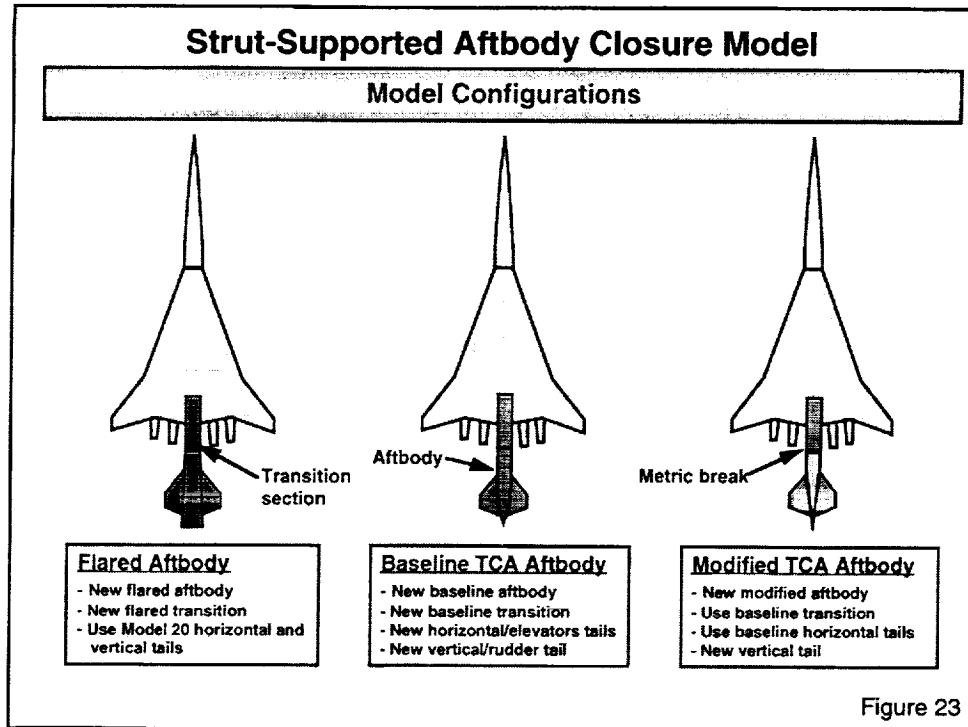 Strut-Supported Aftbody Closure Model
Model Configurations
Transition
section
Aftbody
Metric break
Flared Aftbody
- New flared aftbody
- New flared transition
- Use Model 20 horizontal and
vertical tails
Baseline TCA Aftbody
- New baseline aftbody
- New baseline transition
- New horizontal/elevators tails
- New vertical/rudder tail
Modified TCA Aftbody
- New modified aftbody
- Use baseline transition
- Use baseline horizontal tails
- New vertical tail
Figure 23